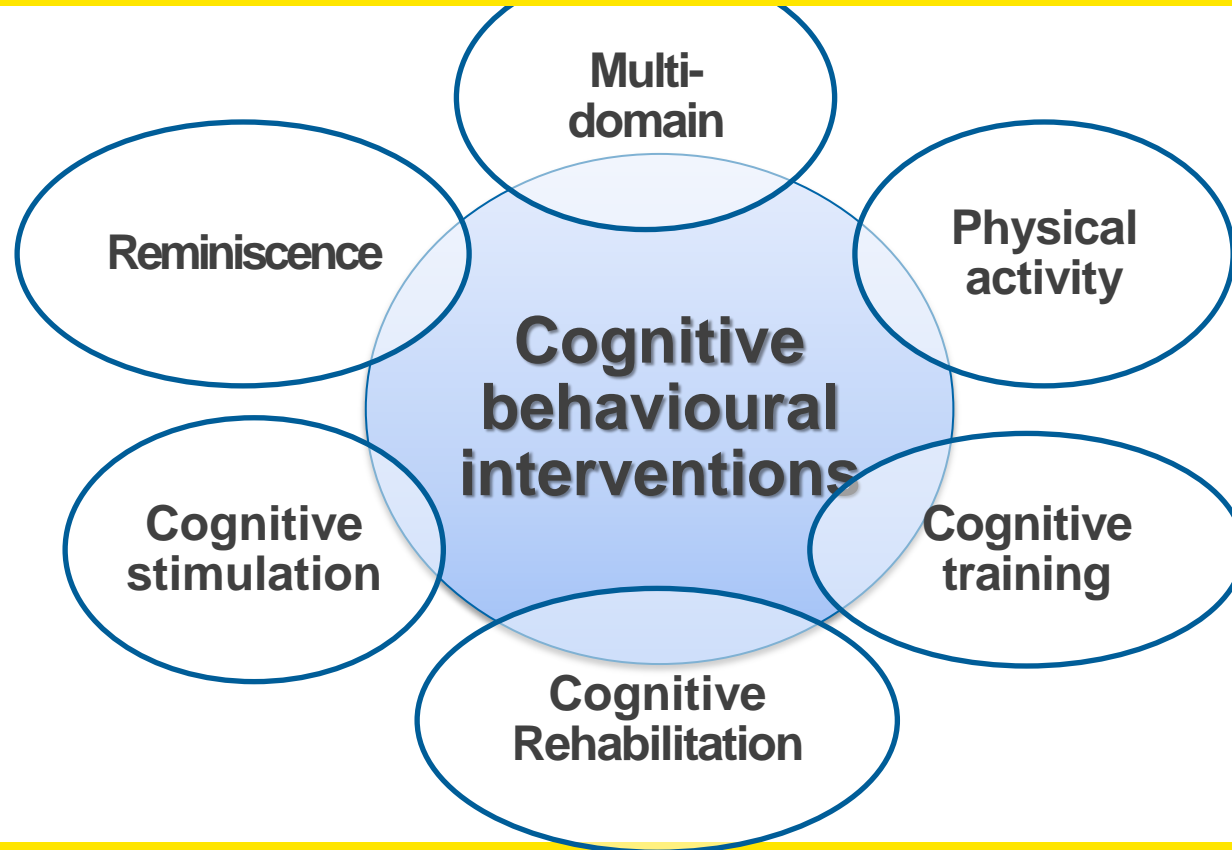 Multi-
domain
Physical
activity
Reminiscence
Cognitive
behavioural
interventions
Cognitive
stimulation
Cognitive
training
Cognitive
Rehabilitation